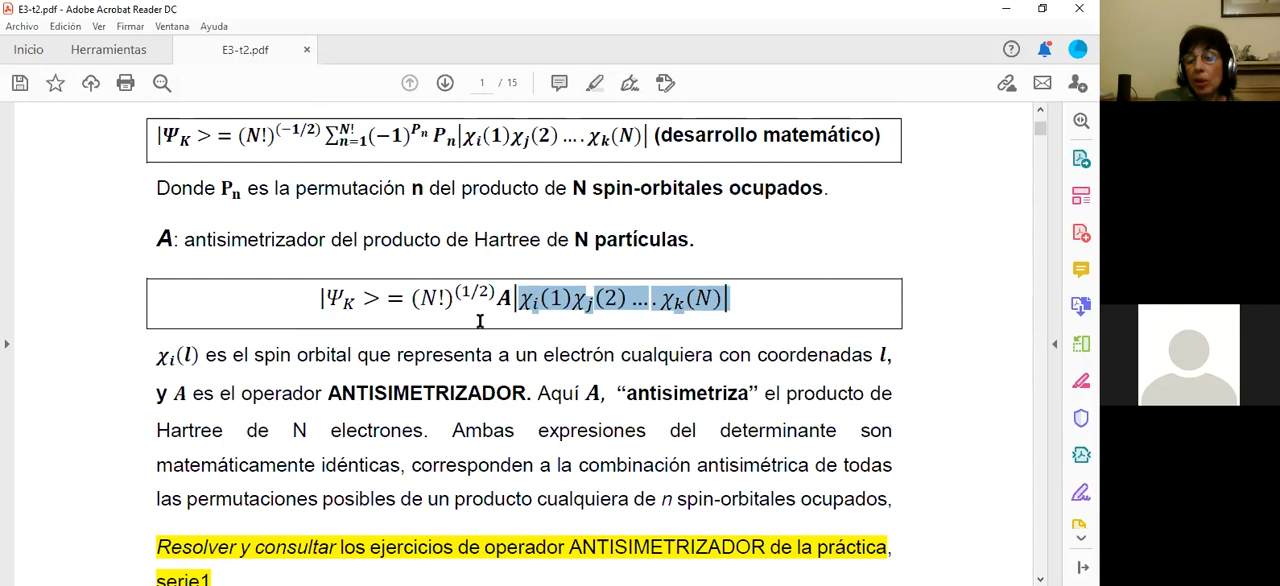 E3-t2.pdf - Adobe Acrobat Reader DC
Archivo Edición Ver Firmar Ventana Ayuda
Inicio Herramientas E3-t2.pdf ×
1 / 15
|Ψ_K >= (N!)^(−1/2) ∑_{n=1}^{N!} (−1)^{P_n} P_n|χ_i(1)χ_j(2) .... χ_k(N)| (desarrollo matemático)
Donde P_n es la permutación n del producto de N spin-orbitales ocupados.
A: antisimetrizador del producto de Hartree de N partículas.
|Ψ_K >= (N!)^(1/2) A|χ_i(1)χ_j(2) .... χ_k(N)|
χ_i(l) es el spin orbital que representa a un electrón cualquiera con coordenadas l,
y A es el operador ANTISIMETRIZADOR. Aquí A, “antisimetriza” el producto de
Hartree de N electrones. Ambas expresiones del determinante son
matemáticamente idénticas, corresponden a la combinación antisimétrica de todas
las permutaciones posibles de un producto cualquiera de n spin-orbitales ocupados,
Resolver y consultar los ejercicios de operador ANTISIMETRIZADOR de la práctica,
serie1